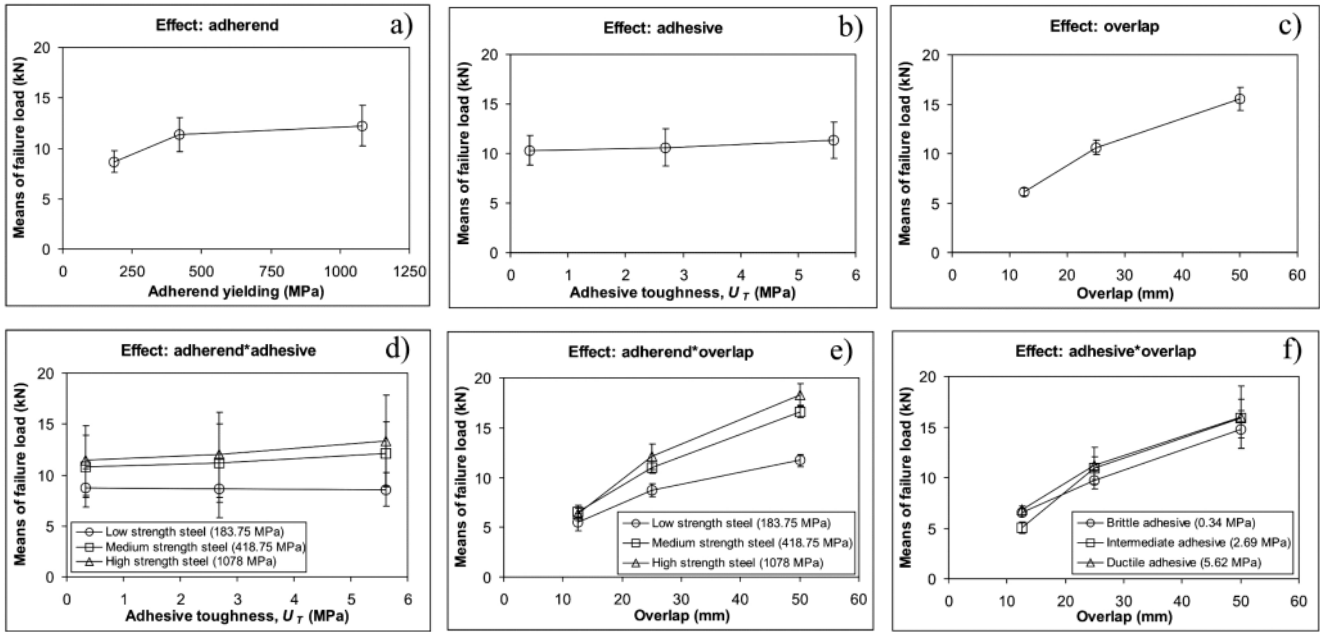 Effect: adherend
a)
Means of failure load (kN)
20
15
10
5
0
0 250 500 750 1000 1250
Adherend yielding (MPa)
Effect: adhesive
b)
Means of failure load (kN)
20
15
10
5
0
0 1 2 3 4 5 6
Adhesive toughness, U_T (MPa)
Effect: overlap
c)
Means of failure load (kN)
20
15
10
5
0
0 10 20 30 40 50 60
Overlap (mm)
Effect: adherend*adhesive
d)
Means of failure load (kN)
20
15
10
5
0
Low strength steel (183.75 MPa)
Medium strength steel (418.75 MPa)
High strength steel (1078 MPa)
0 1 2 3 4 5 6
Adhesive toughness, U_T (MPa)
Effect: adherend*overlap
e)
Means of failure load (kN)
20
15
10
5
0
Low strength steel (183.75 MPa)
Medium strength steel (418.75 MPa)
High strength steel (1078 MPa)
0 10 20 30 40 50 60
Overlap (mm)
Effect: adhesive*overlap
f)
Means of failure load (kN)
20
15
10
5
0
Brittle adhesive (0.34 MPa)
Intermediate adhesive (2.69 MPa)
Ductile adhesive (5.62 MPa)
0 10 20 30 40 50 60
Overlap (mm)